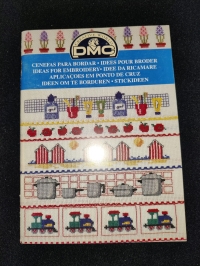 DMC
CENEFAS PARA BORDAR · IDEES POUR BRODER
IDEAS FOR EMBROIDERY · IDEE DA RICAMARE
APLICAÇOES EM PONTO DE CRUZ
IDEEN OM TE BORDUREN · STICKIDEEN